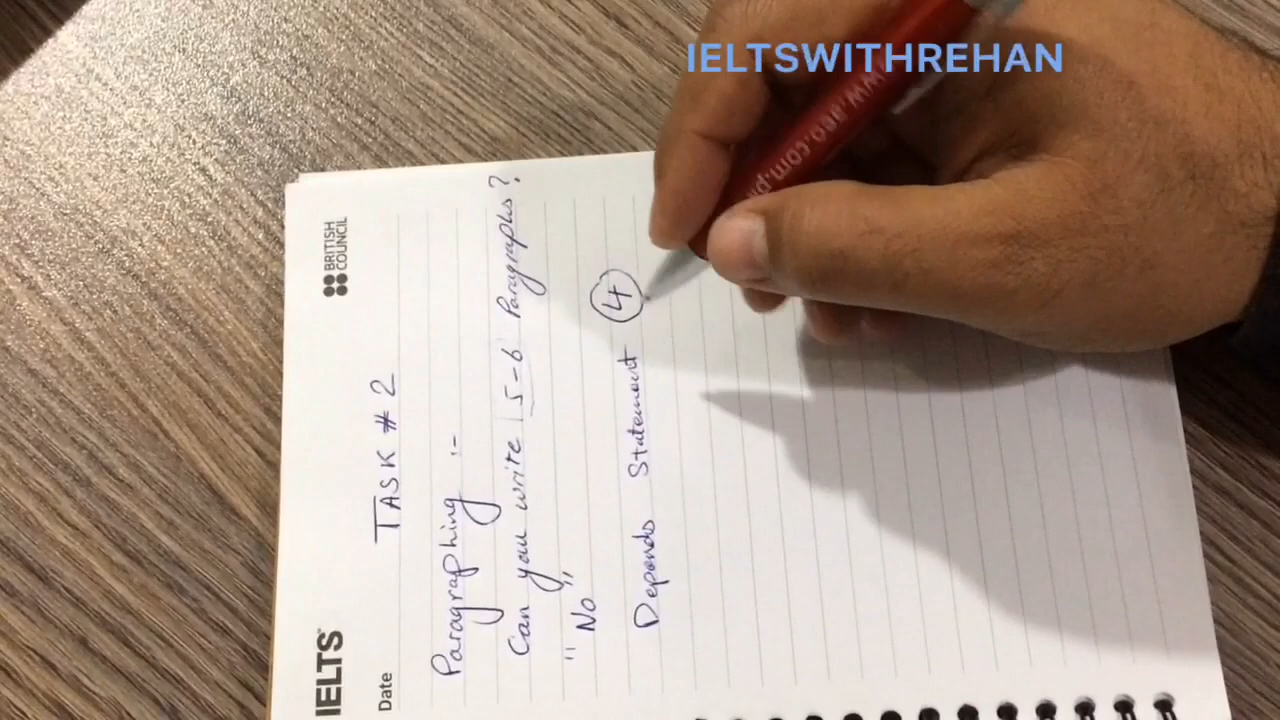 IELTSWITHREHAN
IELTS
BRITISH COUNCIL
Date
TASK # 2
Paragraphing :-
Can you write 5-6 Paragraphs?
"No"
4
Depends Statement